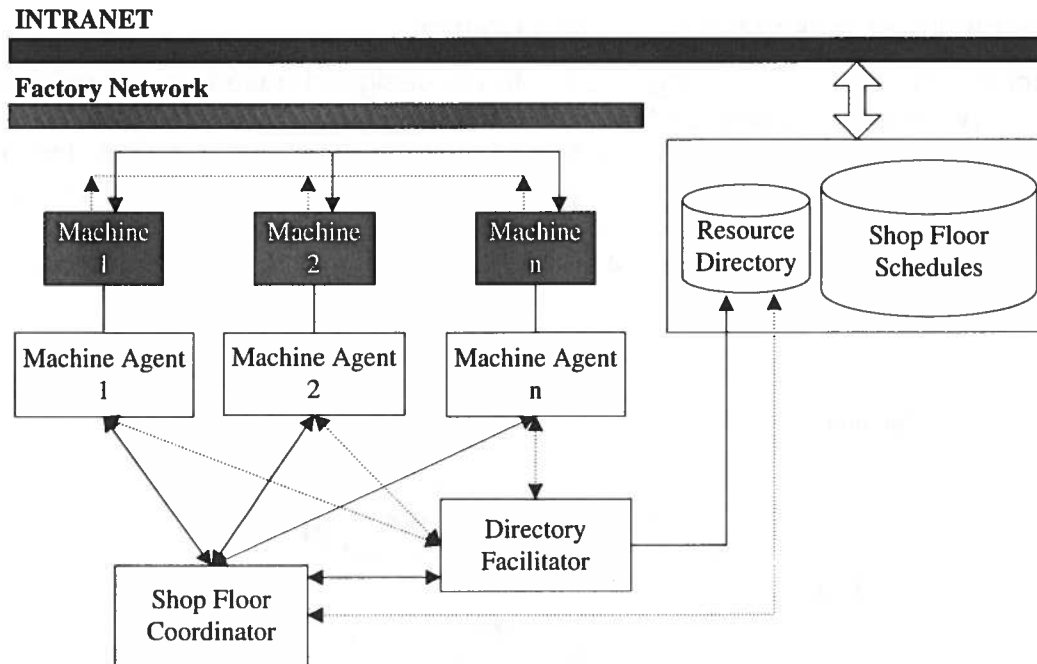 INTRANET
Factory Network
Machine
1
Machine
2
Machine
n
Resource
Directory
Shop Floor
Schedules
Machine Agent
1
Machine Agent
2
Machine Agent
n
Directory
Facilitator
Shop Floor
Coordinator